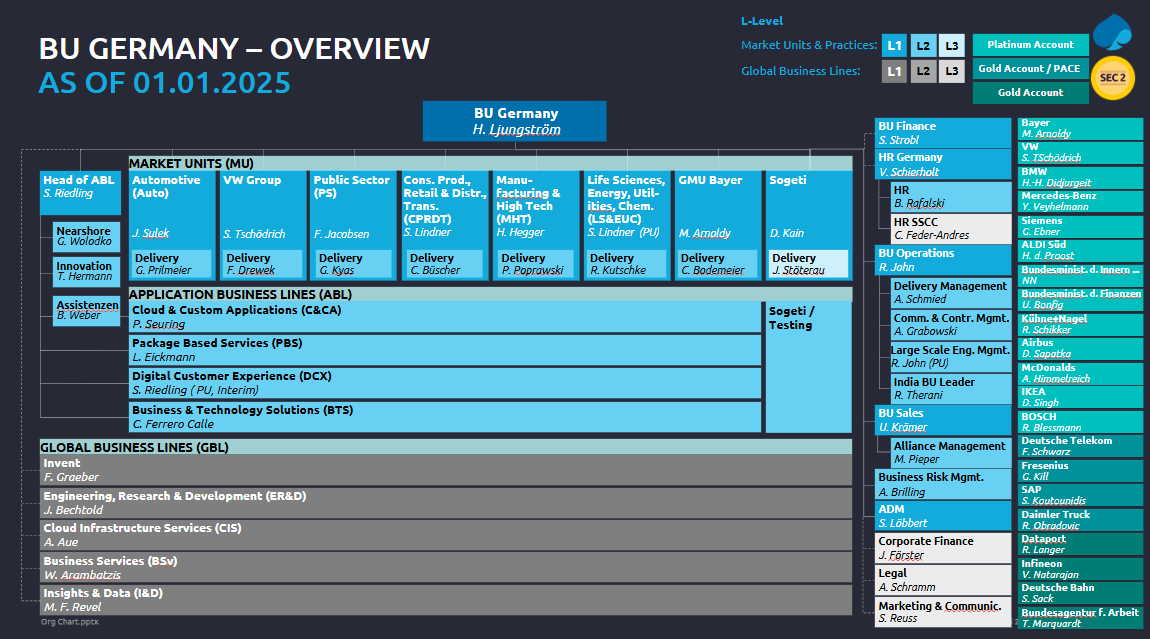 BU GERMANY – OVERVIEW
AS OF 01.01.2025
L-Level
Market Units & Practices:
L1
L2
L3
Global Business Lines:
L1
L2
L3
Platinum Account
Gold Account / PACE
Gold Account
SEC 2
BU Germany
H. Ljungström
MARKET UNITS (MU)
Head of ABL
S. Riedling
Nearshore
G. Wolodko
Innovation
T. Hermann
Assistenzen
B. Weber
Automotive
(Auto)
J. Sulek
Delivery
G. Prilmeier
VW Group
S. Tschödrich
Delivery
F. Drewek
Public Sector
(PS)
F. Jacobsen
Delivery
G. Kyas
Cons. Prod.,
Retail & Distr.,
Trans.
(CPRDT)
S. Lindner
Delivery
C. Büscher
Manu-
facturing &
High Tech
(MHT)
H. Hegger
Delivery
P. Paprawski
Life Sciences,
Energy, Util-
ities, Chem.
(LS&EUC)
S. Lindner (PU)
Delivery
R. Kutschke
GMU Bayer
M. Arnoldy
Delivery
C. Bodemeier
Sogeti
D. Kain
Delivery
J. Stöterau
APPLICATION BUSINESS LINES (ABL)
Cloud & Custom Applications (C&CA)
P. Seuring
Package Based Services (PBS)
L. Eickmann
Digital Customer Experience (DCX)
S. Riedling ( PU, Interim)
Business & Technology Solutions (BTS)
C. Ferrero Calle
Sogeti /
Testing
GLOBAL BUSINESS LINES (GBL)
Invent
F. Graeber
Engineering, Research & Development (ER&D)
J. Bechtold
Cloud Infrastructure Services (CIS)
A. Aue
Business Services (BSv)
W. Arambatzis
Insights & Data (I&D)
M. F. Revel
BU Finance
S. Strobl
HR Germany
V. Schierholt
HR
B. Rafalski
HR SSCC
C. Feder-Andres
BU Operations
R. John
Delivery Management
A. Schmied
Comm. & Contr. Mgmt.
A. Grabowski
Large Scale Eng. Mgmt.
R. John (PU)
India BU Leader
R. Therani
BU Sales
U. Krämer
Alliance Management
M. Pieper
Business Risk Mgmt.
A. Brilling
ADM
S. Löbbert
Corporate Finance
J. Förster
Legal
A. Schramm
Marketing & Communic.
S. Reuss
Bayer
M. Arnoldy
VW
S. TSchödrich
BMW
H.-H. Didjurgeit
Mercedes-Benz
Y. Veyhelmann
Siemens
G. Ebner
ALDI Süd
H. d. Propst
Bundesminist. d. Innern ...
NN
Bundesminist. d. Finanzen
U. Bopfig
Kühne+Nagel
R. Schikker
Airbus
D. Sapatka
McDonalds
A. Himmelreich
IKEA
D. Singh
BOSCH
R. Blessmann
Deutsche Telekom
F. Schwarz
Fresenius
G. Kill
SAP
S. Koutounidis
Daimler Truck
R. Obradovic
Dataport
R. Langer
Infineon
V. Natarajan
Deutsche Bahn
S. Sack
Bundesagentur f. Arbeit
T. Marquardt
Org Chart.pptx